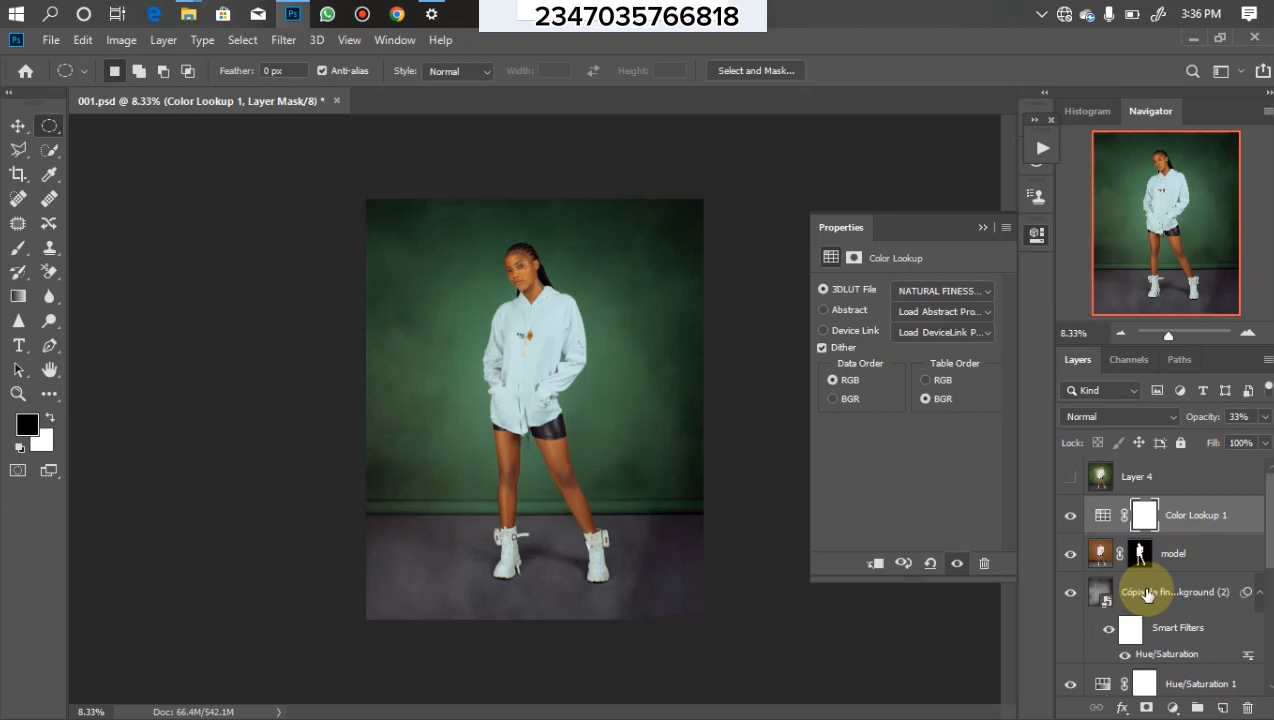 2347035766818
3:36 PM
File Edit Image Layer Type Select Filter 3D View Window Help
Feather: 0 px Anti-alias Style: Normal Width: Height: Select and Mask...
001.psd @ 8.33% (Color Lookup 1, Layer Mask/8) *
Histogram Navigator
Properties
Color Lookup
3DLUT File NATURAL FINESS...
Abstract Load Abstract Pro...
Device Link Load DeviceLink P...
Dither
Data Order Table Order
RGB RGB
BGR BGR
8.33%
Layers Channels Paths
Kind
Normal Opacity: 33%
Lock: Fill: 100%
Layer 4
Color Lookup 1
model
kground (2)
Smart Filters
Hue/Saturation
Hue/Saturation 1
8.33% Doc: 66.4M/542.1M